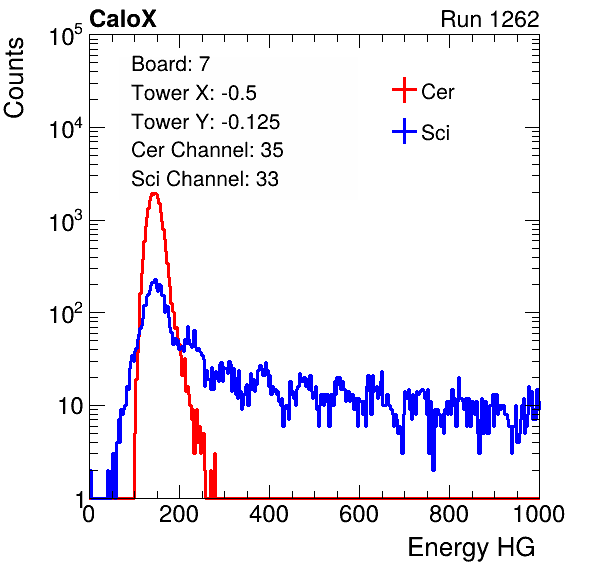 CaloX Run 1262
Counts
10^5
10^4
10^3
10^2
10
1
Board: 7
Tower X: -0.5
Tower Y: -0.125
Cer Channel: 35
Sci Channel: 33
Cer
Sci
0 200 400 600 800 1000
Energy HG